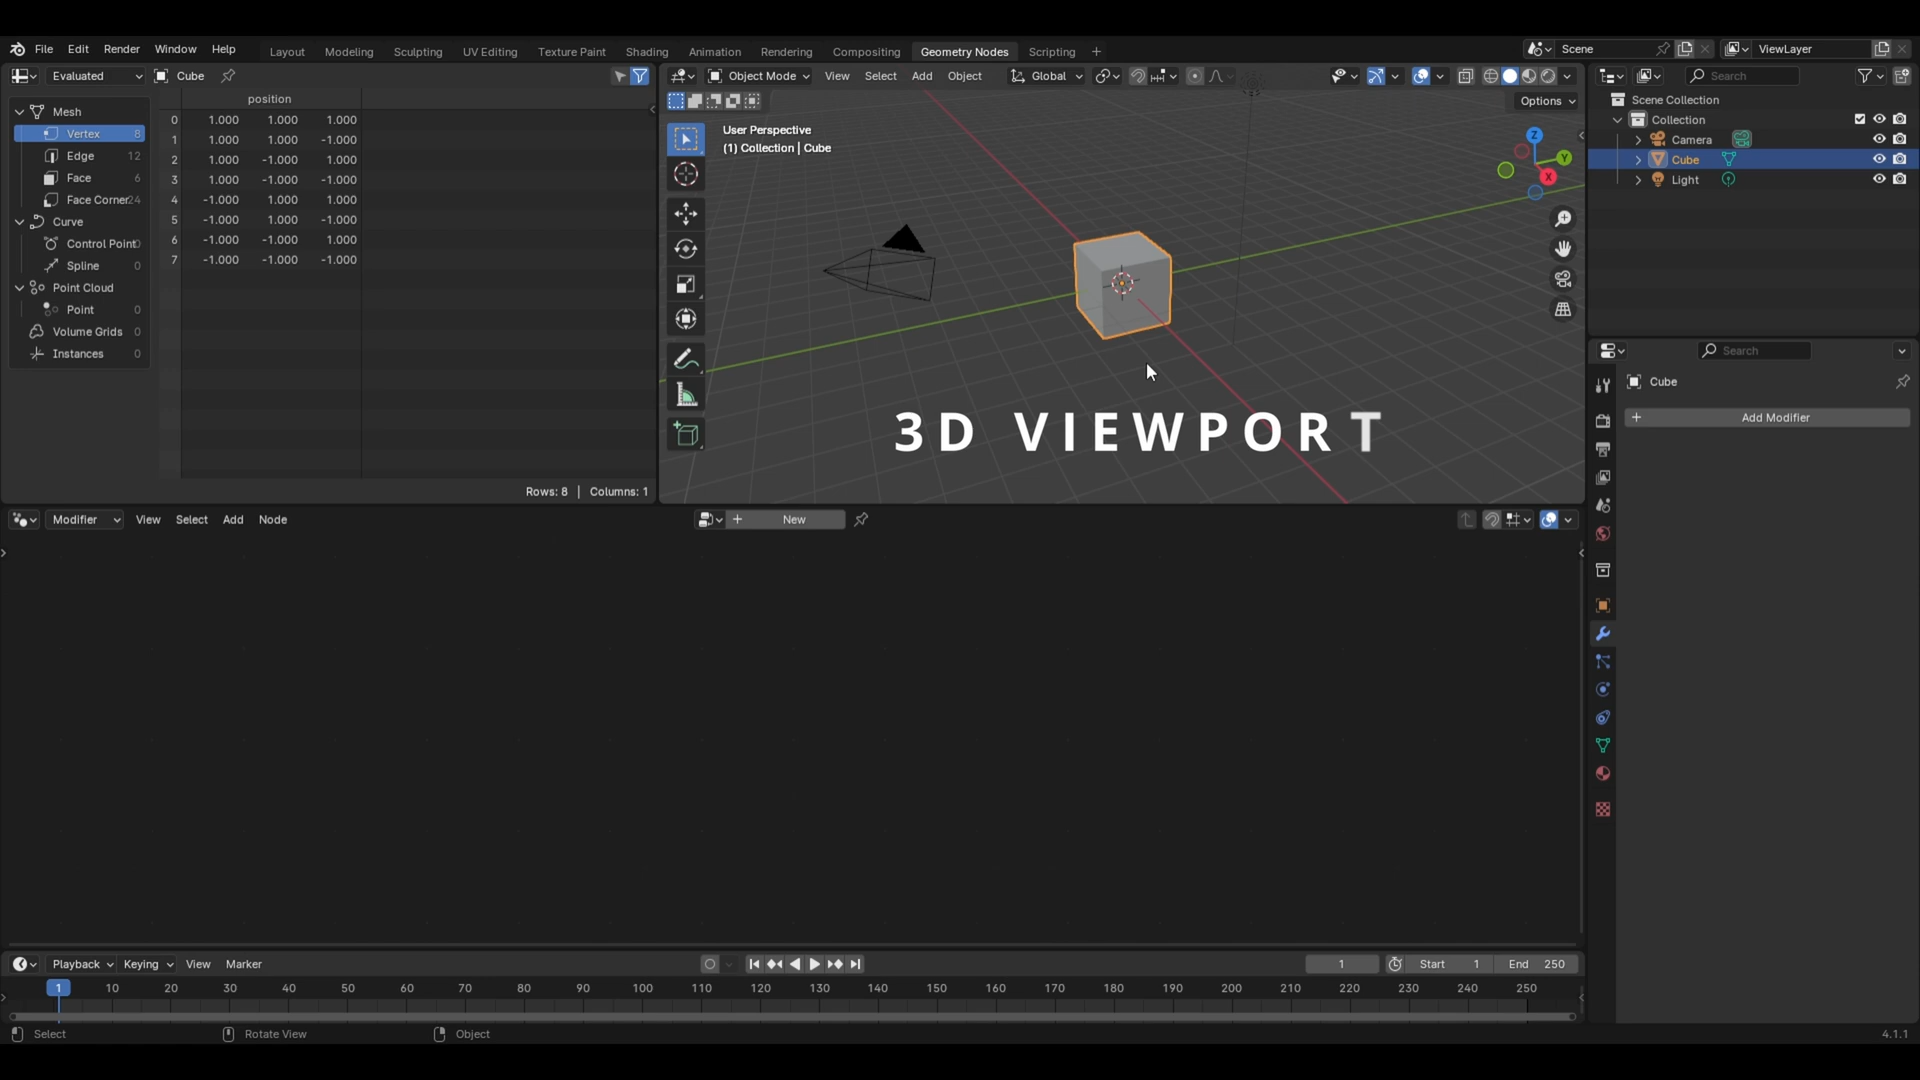 File Edit Render Window Help Layout Modeling Sculpting UV Editing Texture Paint Shading Animation Rendering Compositing Geometry Nodes Scripting + Scene ViewLayer
Evaluated Cube
Object Mode View Select Add Object Global
Search
position
Options
Mesh
Vertex 8
Edge 12
Face 6
Face Corner 24
Curve
Control Point 0
Spline 0
Point Cloud
Point 0
Volume Grids 0
Instances 0
0 1.000 1.000 1.000
1 1.000 1.000 -1.000
2 1.000 -1.000 1.000
3 1.000 -1.000 -1.000
4 -1.000 1.000 1.000
5 -1.000 1.000 -1.000
6 -1.000 -1.000 1.000
7 -1.000 -1.000 -1.000
Rows: 8 | Columns: 1
User Perspective
(1) Collection | Cube
Z
Y
X
3D VIEWPORT
Scene Collection
Collection
Camera
Cube
Light
Search
Cube
+ Add Modifier
Modifier View Select Add Node + New
Playback Keying View Marker 1 Start 1 End 250
1 10 20 30 40 50 60 70 80 90 100 110 120 130 140 150 160 170 180 190 200 210 220 230 240 250
Select Rotate View Object 4.1.1